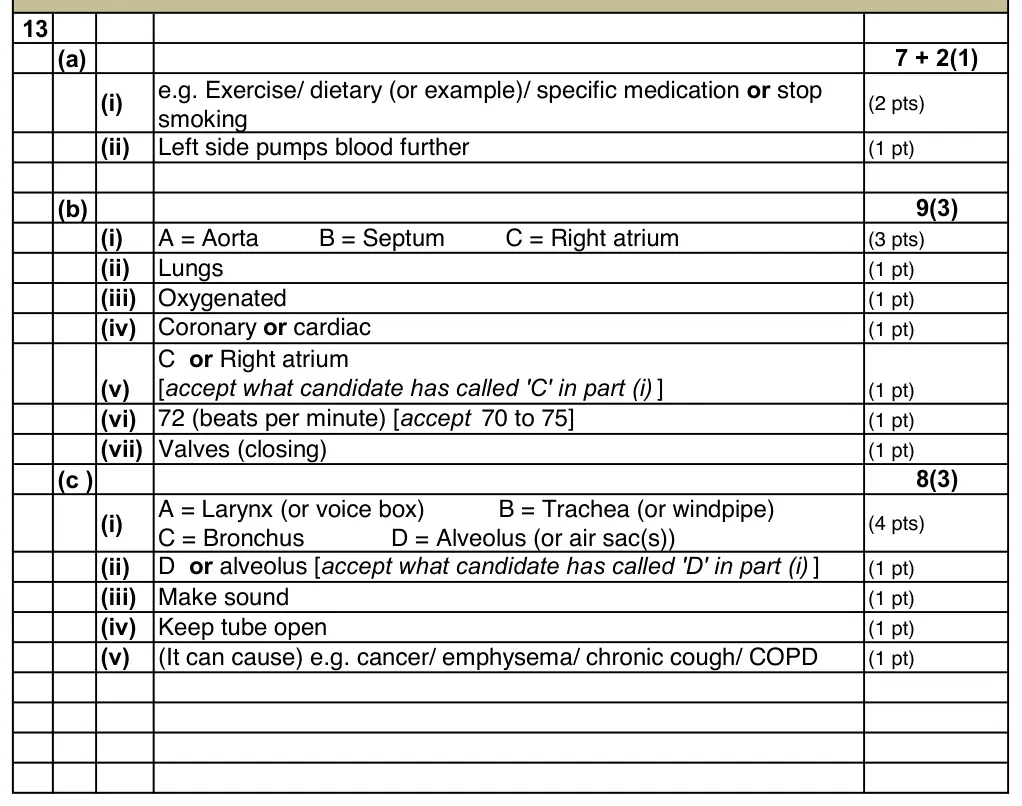 13
(a) 7 + 2(1)
(i) e.g. Exercise/ dietary (or example)/ specific medication or stop
smoking (2 pts)
(ii) Left side pumps blood further (1 pt)
(b) 9(3)
(i) A = Aorta B = Septum C = Right atrium (3 pts)
(ii) Lungs (1 pt)
(iii) Oxygenated (1 pt)
(iv) Coronary or cardiac (1 pt)
C or Right atrium
(v) [accept what candidate has called 'C' in part (i) ] (1 pt)
(vi) 72 (beats per minute) [accept 70 to 75] (1 pt)
(vii) Valves (closing) (1 pt)
(c ) 8(3)
(i) A = Larynx (or voice box) B = Trachea (or windpipe)
C = Bronchus D = Alveolus (or air sac(s)) (4 pts)
(ii) D or alveolus [accept what candidate has called 'D' in part (i) ] (1 pt)
(iii) Make sound (1 pt)
(iv) Keep tube open (1 pt)
(v) (It can cause) e.g. cancer/ emphysema/ chronic cough/ COPD (1 pt)